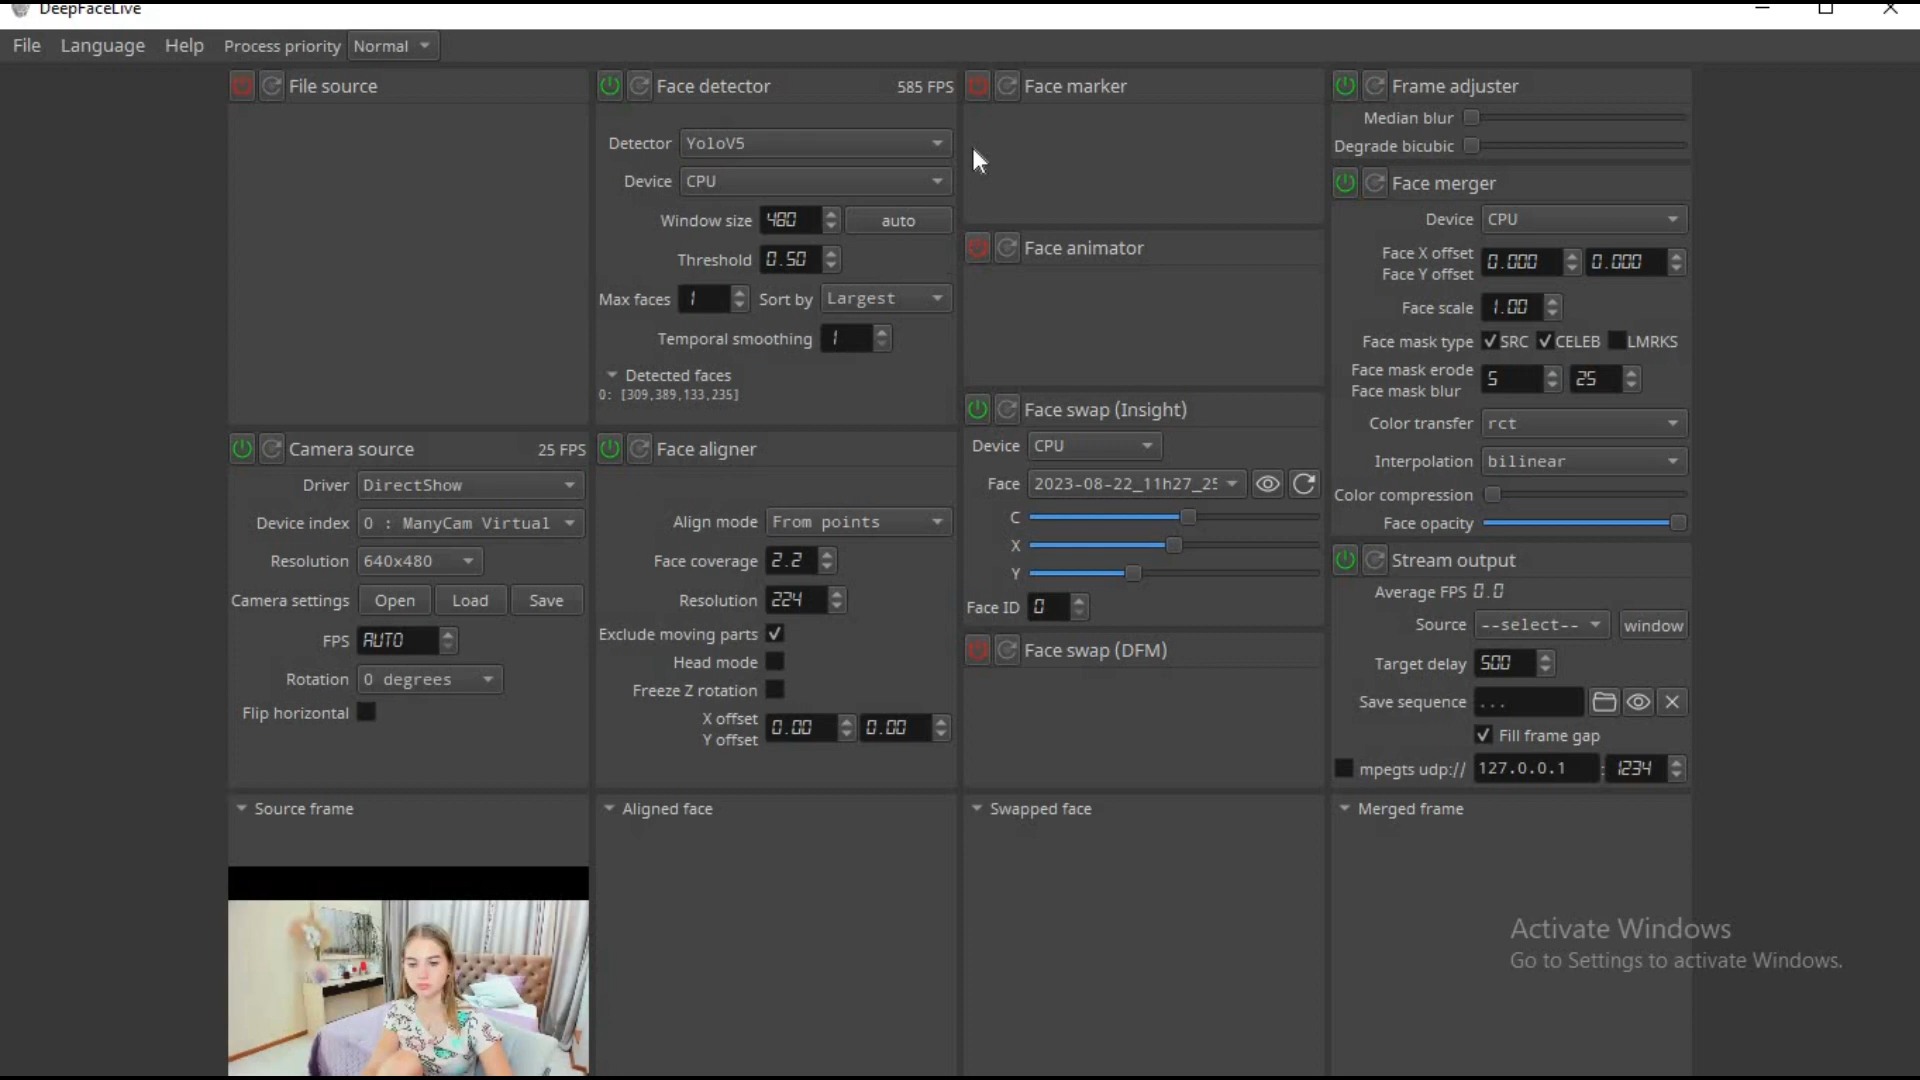 DeepFaceLive
File Language Help Process priority Normal
File source
Camera source 25 FPS
Driver DirectShow
Device index 0 : ManyCam Virtual
Resolution 640x480
Camera settings Open Load Save
FPS AUTO
Rotation 0 degrees
Flip horizontal
Face detector 585 FPS
Detector YoloV5
Device CPU
Window size 480 auto
Threshold 0.50
Max faces 1 Sort by Largest
Temporal smoothing 1
Detected faces
0: [309,389,133,235]
Face aligner
Align mode From points
Face coverage 2.2
Resolution 224
Exclude moving parts
Head mode
Freeze Z rotation
X offset
Y offset
0.00 0.00
Face marker
Face animator
Face swap (Insight)
Device CPU
Face 2023-08-22_11h27_25
C
X
Y
Face ID 0
Face swap (DFM)
Frame adjuster
Median blur
Degrade bicubic
Face merger
Device CPU
Face X offset
Face Y offset
0.000 0.000
Face scale 1.00
Face mask type SRC CELEB LMRKS
Face mask erode
Face mask blur
5 25
Color transfer rct
Interpolation bilinear
Color compression
Face opacity
Stream output
Average FPS 0.0
Source --select-- window
Target delay 500
Save sequence ...
Fill frame gap
mpegts udp:// 127.0.0.1 : 1234
Source frame
Aligned face
Swapped face
Merged frame
Activate Windows
Go to Settings to activate Windows.